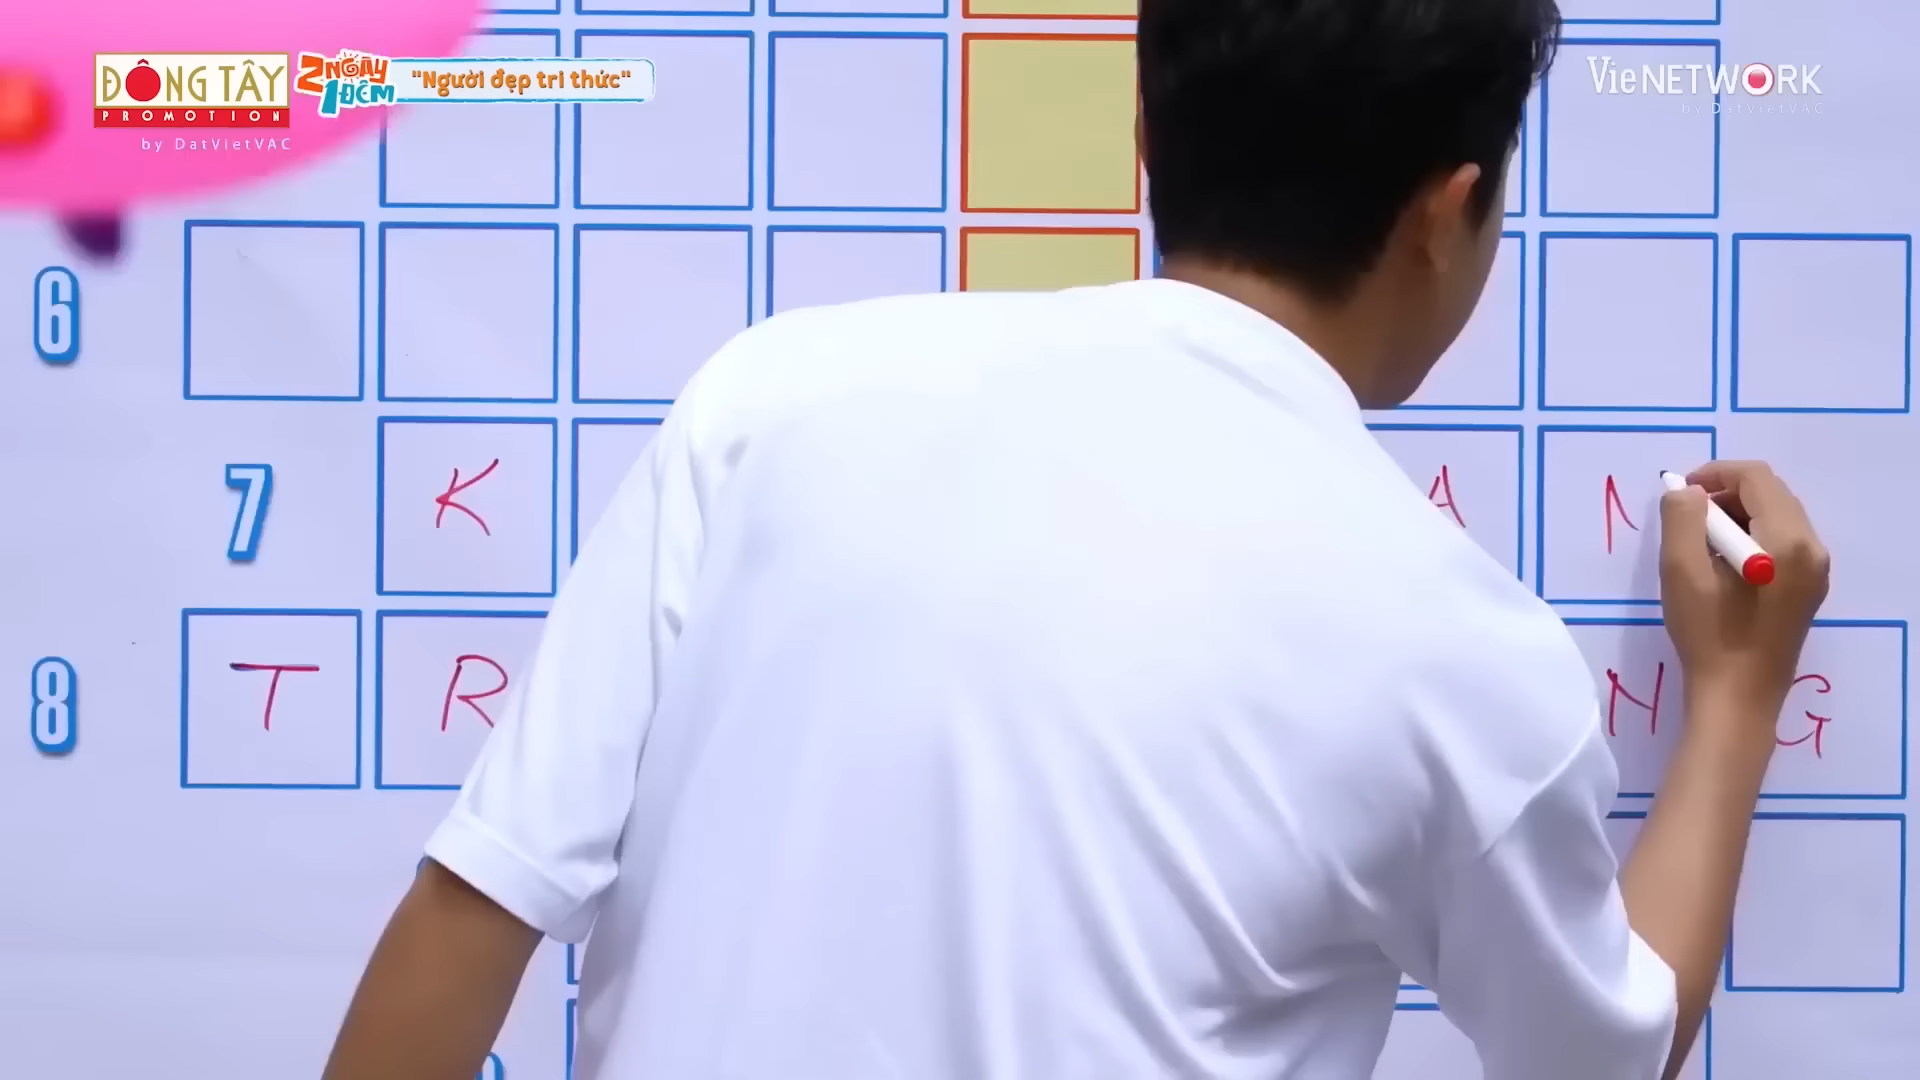 ĐÔNG TÂY
PROMOTION
by DatVietVAC
2 NGÀY 1 ĐÊM
"Người đẹp tri thức"
VieNETWORK
by DatVietVAC
6
7 K A
8 T R N G